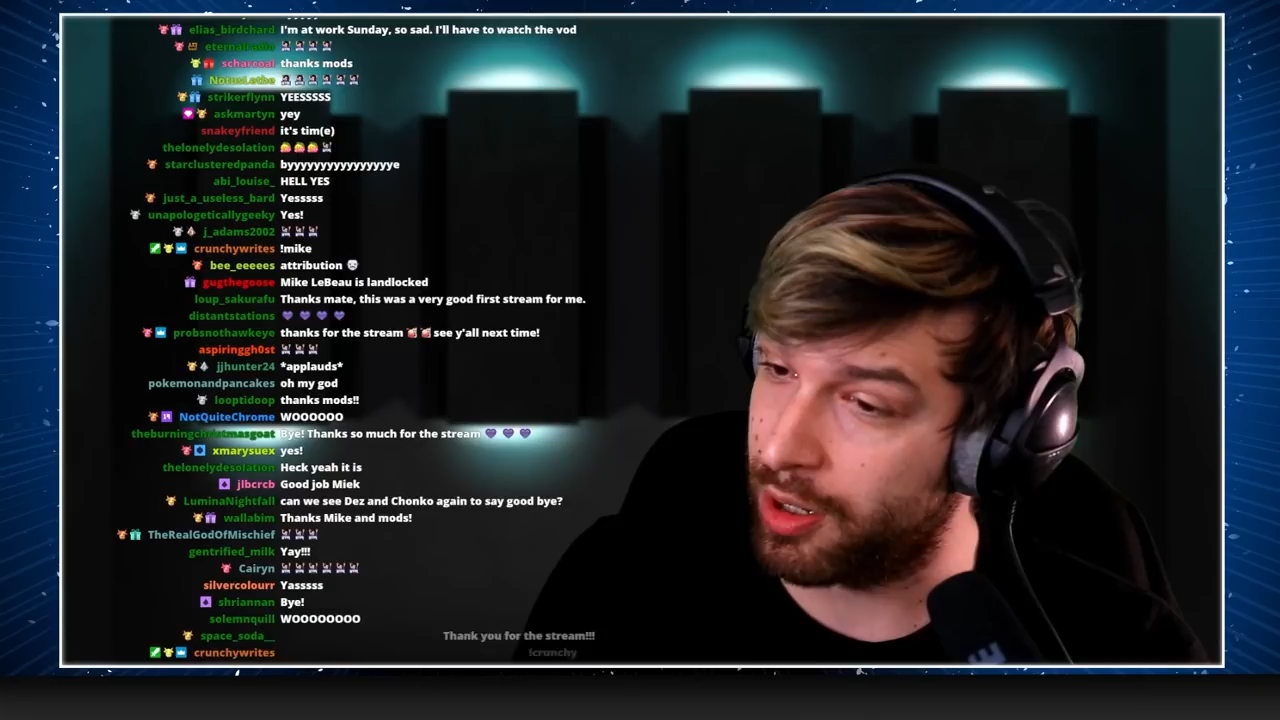 elias_birdchard I'm at work Sunday, so sad. I'll have to watch the vod
scharcoal thanks mods
strikerflynn YEESSSSS
askmartyn yey
snakeyfriend it's tim(e)
thelonelydesolation
starclusteredpanda byyyyyyyyyyyyyyye
abi_louise_ HELL YES
just_a_useless_bard Yesssss
unapologeticallygeeky Yes!
j_adams2002
crunchywrites !mike
bee_eeeees attribution
gugthegoose Mike LeBeau is landlocked
loup_sakurafu Thanks mate, this was a very good first stream for me.
distantstations
probsnothawkeye thanks for the stream see y'all next time!
aspiringgh0st
jjhunter24 *applauds*
pokemonandpancakes oh my god
looptidoop thanks mods!!
NotQuiteChrome WOOOOOO
theburningchristmasgoat Bye! Thanks so much for the stream
xmarysuex yes!
thelonelydesolation Heck yeah it is
jlbcrcb Good job Miek
LuminaNightfall can we see Dez and Chonko again to say good bye?
wallabim Thanks Mike and mods!
TheRealGodOfMischief
gentrified_milk Yay!!!
Cairyn
silvercolourr Yasssss
shriannan Bye!
solemnquill WOOOOOOOO
space_soda__ Thank you for the stream!!!
crunchywrites !crunchy